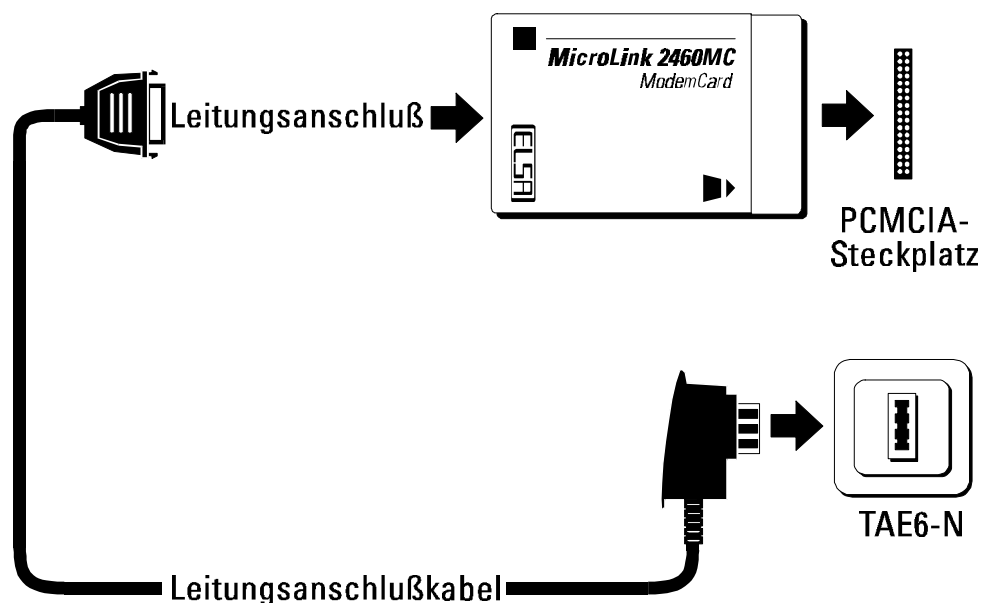 MicroLink 2460MC
ModemCard
Leitungsanschluß
ELSA
PCMCIA-
Steckplatz
TAE6-N
Leitungsanschlußkabel